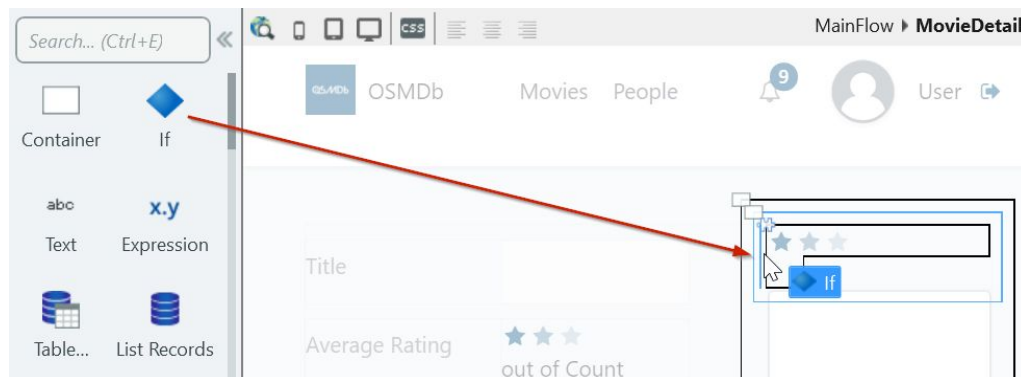 Search... (Ctrl+E)
Container
If
abc
Text
x.y
Expression
Table...
List Records
css
MainFlow MovieDetail
OSMDb
OSMDb
Movies
People
9
User
Title
Average Rating
out of Count
If